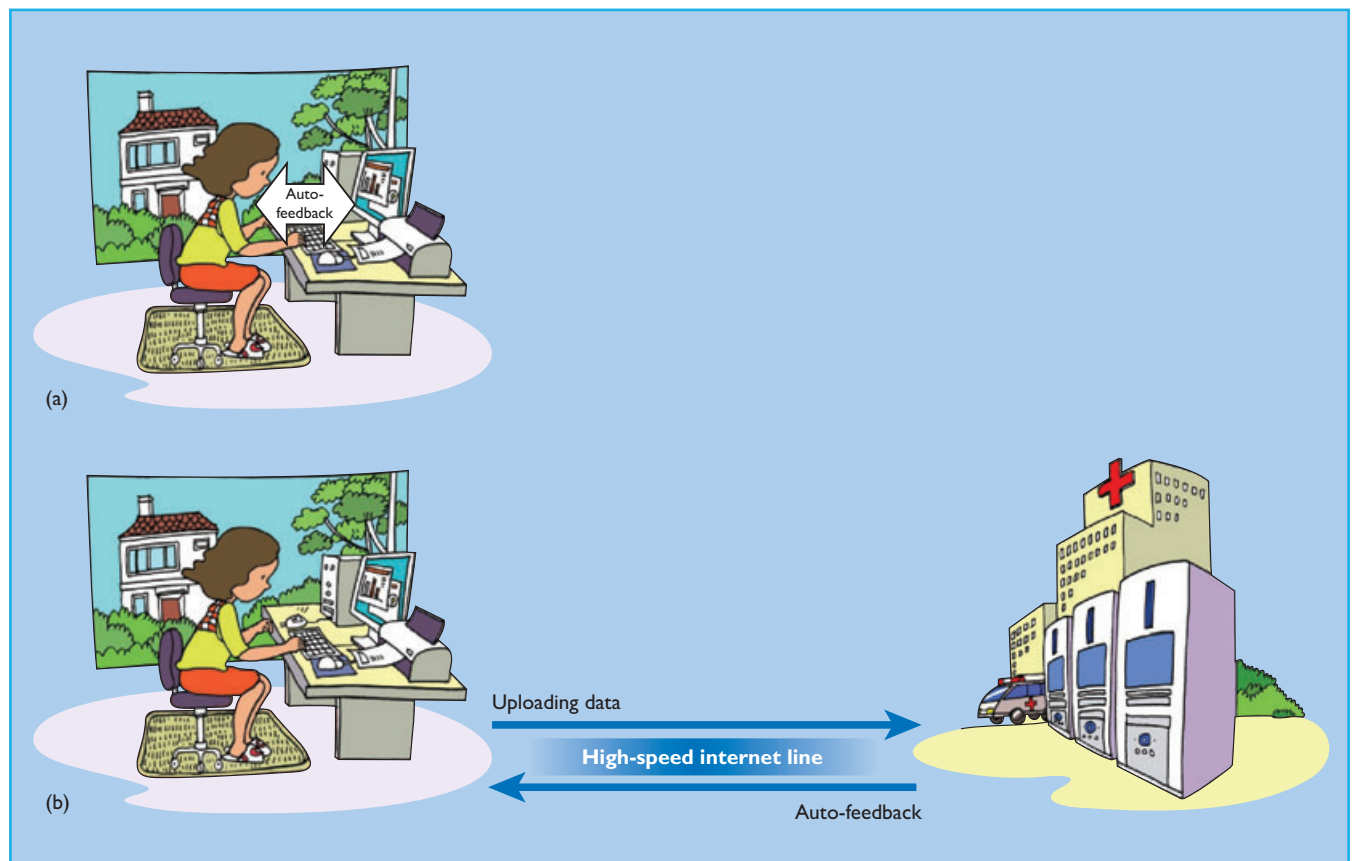 Auto-
feedback
(a)
Uploading data
High-speed internet line
(b)
Auto-feedback